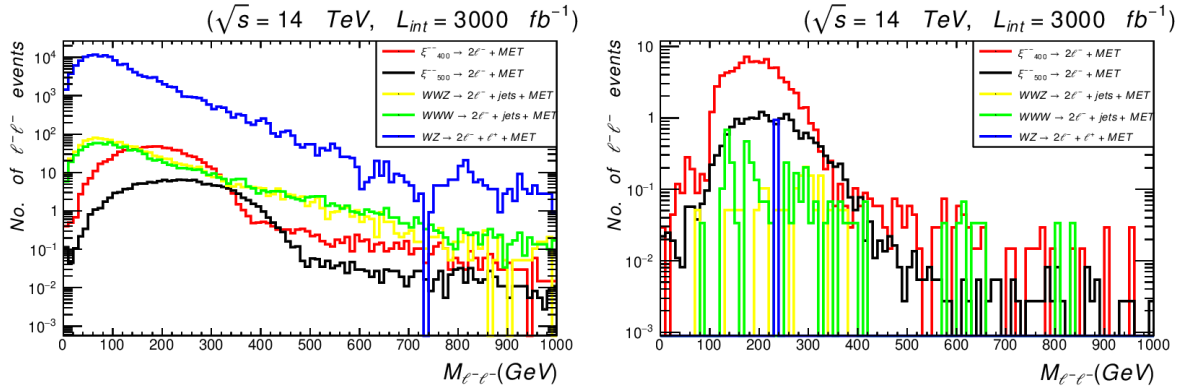 (√s = 14 TeV, L_int = 3000 fb⁻¹)
No. of ℓ⁻ℓ⁻ events
10⁴
10³
10²
10
1
10⁻¹
10⁻²
10⁻³
ξ⁻⁻₄₀₀ → 2ℓ⁻ + MET
ξ⁻⁻₅₀₀ → 2ℓ⁻ + MET
WWZ → 2ℓ⁻ + jets + MET
WWW → 2ℓ⁻ + jets + MET
WZ → 2ℓ⁻ + ℓ⁺ + MET
0 100 200 300 400 500 600 700 800 900 1000
M_ℓ⁻ℓ⁻(GeV)
(√s = 14 TeV, L_int = 3000 fb⁻¹)
No. of ℓ⁻ℓ⁻ events
10
1
10⁻¹
10⁻²
10⁻³
ξ⁻⁻₄₀₀ → 2ℓ⁻ + MET
ξ⁻⁻₅₀₀ → 2ℓ⁻ + MET
WWZ → 2ℓ⁻ + jets + MET
WWW → 2ℓ⁻ + jets + MET
WZ → 2ℓ⁻ + ℓ⁺ + MET
0 100 200 300 400 500 600 700 800 900 1000
M_ℓ⁻ℓ⁻(GeV)